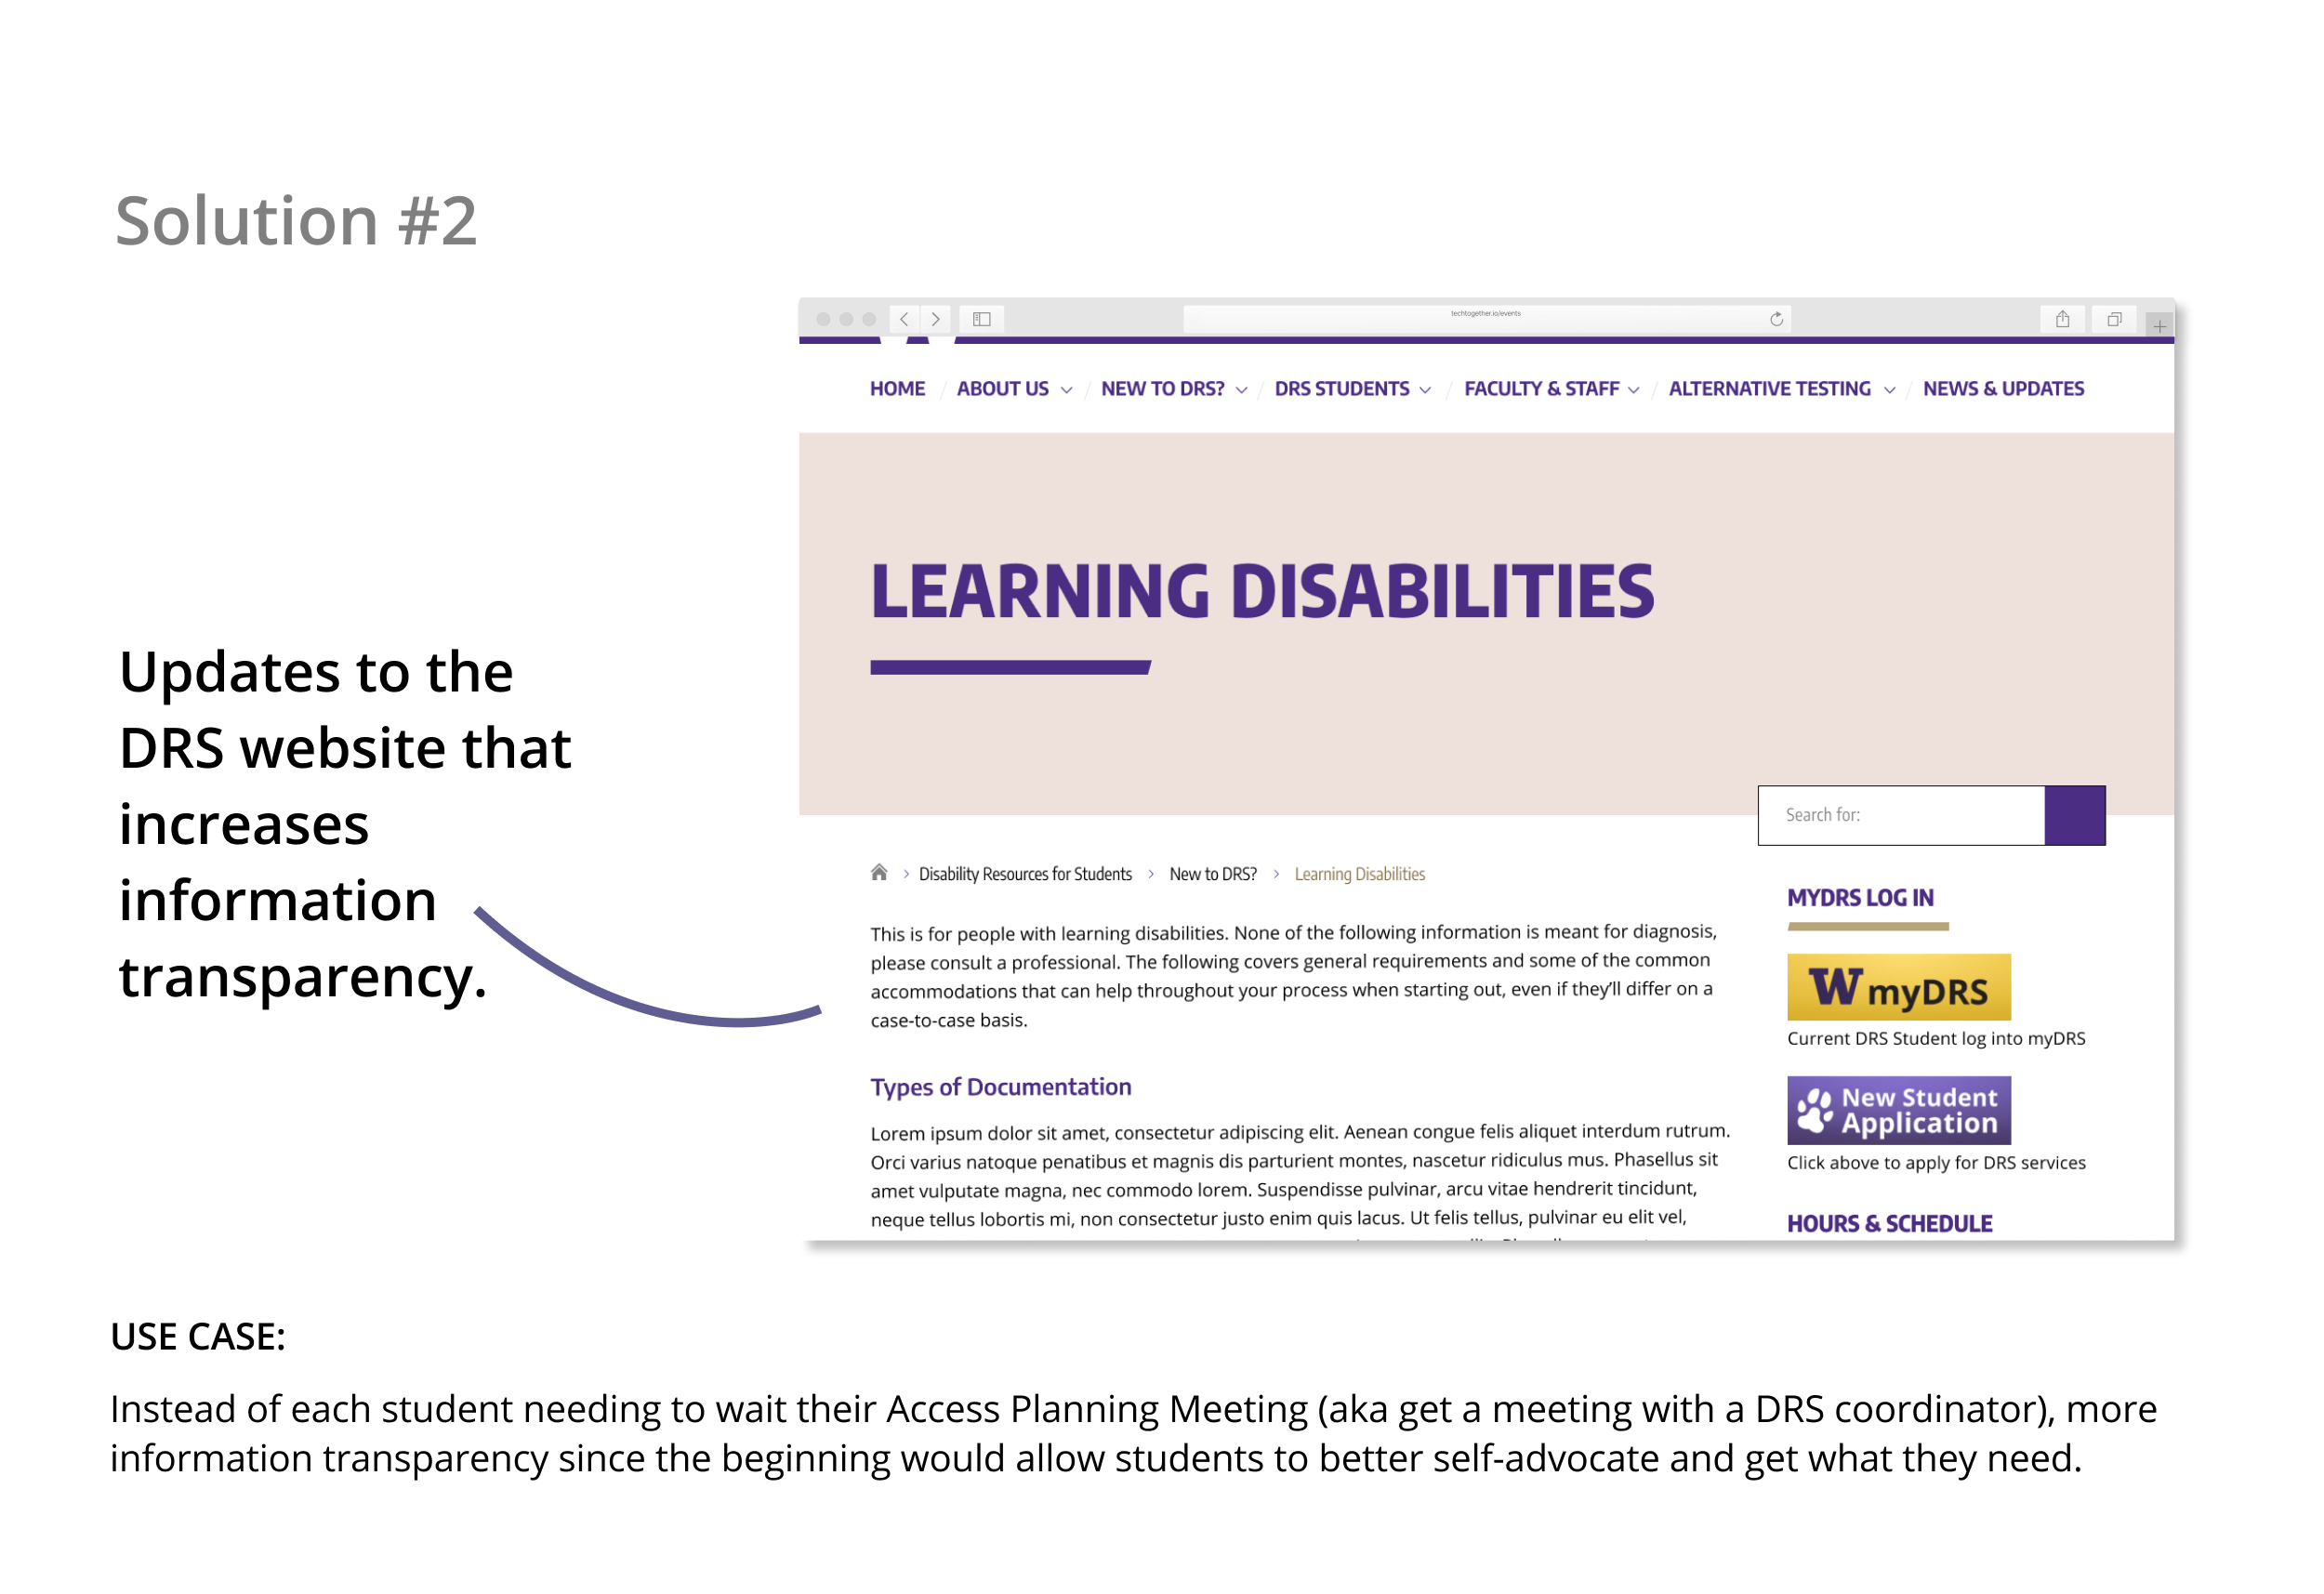 Solution #2
techtogether.io/events
HOME / ABOUT US / NEW TO DRS? / DRS STUDENTS / FACULTY & STAFF / ALTERNATIVE TESTING / NEWS & UPDATES
LEARNING DISABILITIES
Updates to the
DRS website that
increases
information
transparency.
Search for:
> Disability Resources for Students > New to DRS? > Learning Disabilities
This is for people with learning disabilities. None of the following information is meant for diagnosis,
please consult a professional. The following covers general requirements and some of the common
accommodations that can help throughout your process when starting out, even if they’ll differ on a
case-to-case basis.
Types of Documentation
Lorem ipsum dolor sit amet, consectetur adipiscing elit. Aenean congue felis aliquet interdum rutrum.
Orci varius natoque penatibus et magnis dis parturient montes, nascetur ridiculus mus. Phasellus sit
amet vulputate magna, nec commodo lorem. Suspendisse pulvinar, arcu vitae hendrerit tincidunt,
neque tellus lobortis mi, non consectetur justo enim quis lacus. Ut felis tellus, pulvinar eu elit vel,
MYDRS LOG IN
W myDRS
Current DRS Student log into myDRS
New Student
Application
Click above to apply for DRS services
HOURS & SCHEDULE
USE CASE:
Instead of each student needing to wait their Access Planning Meeting (aka get a meeting with a DRS coordinator), more
information transparency since the beginning would allow students to better self-advocate and get what they need.